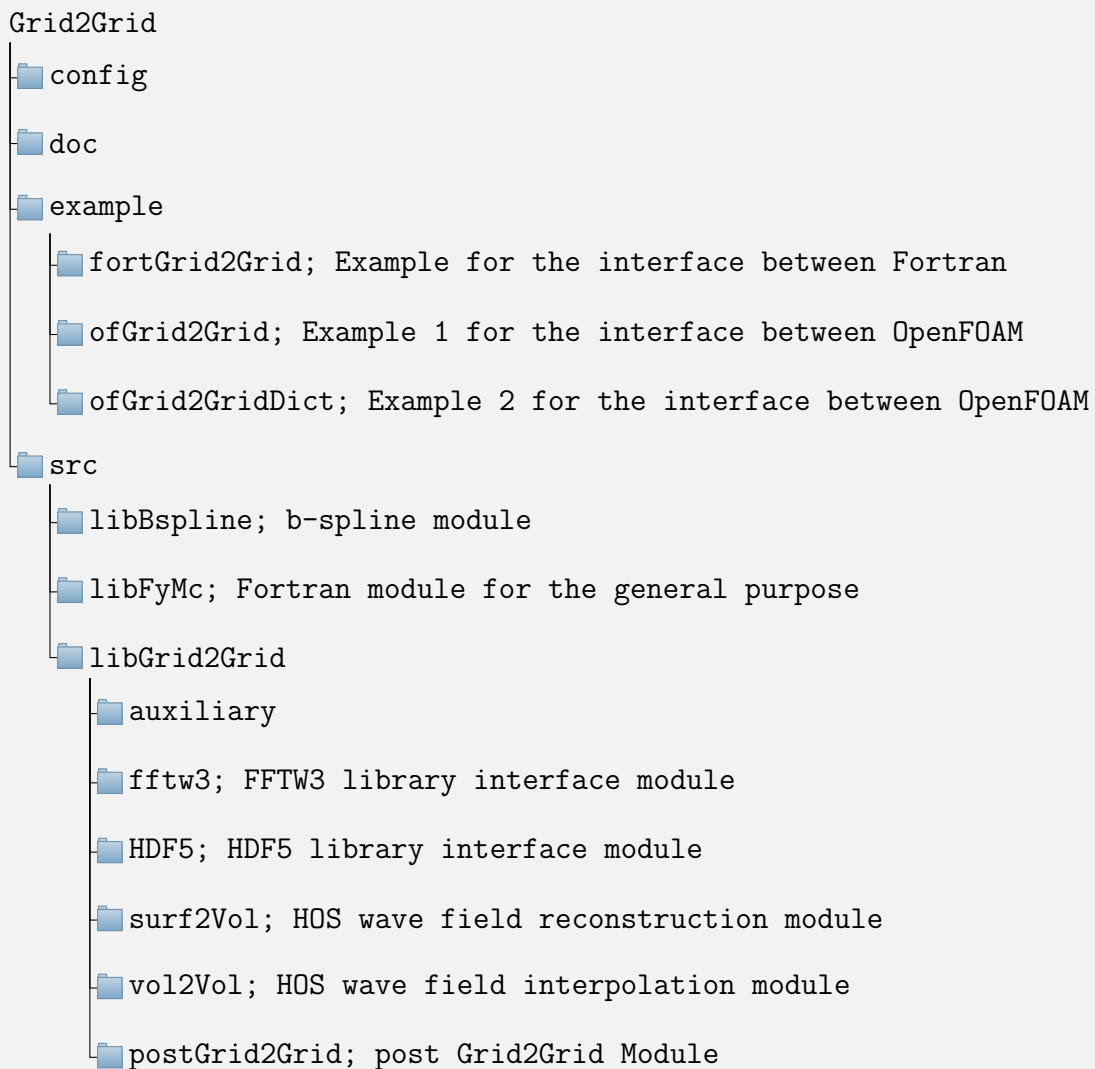 Grid2Grid
config
doc
example
fortGrid2Grid; Example for the interface between Fortran
ofGrid2Grid; Example 1 for the interface between OpenFOAM
ofGrid2GridDict; Example 2 for the interface between OpenFOAM
src
libBspline; b-spline module
libFyMc; Fortran module for the general purpose
libGrid2Grid
auxiliary
fftw3; FFTW3 library interface module
HDF5; HDF5 library interface module
surf2Vol; HOS wave field reconstruction module
vol2Vol; HOS wave field interpolation module
postGrid2Grid; post Grid2Grid Module